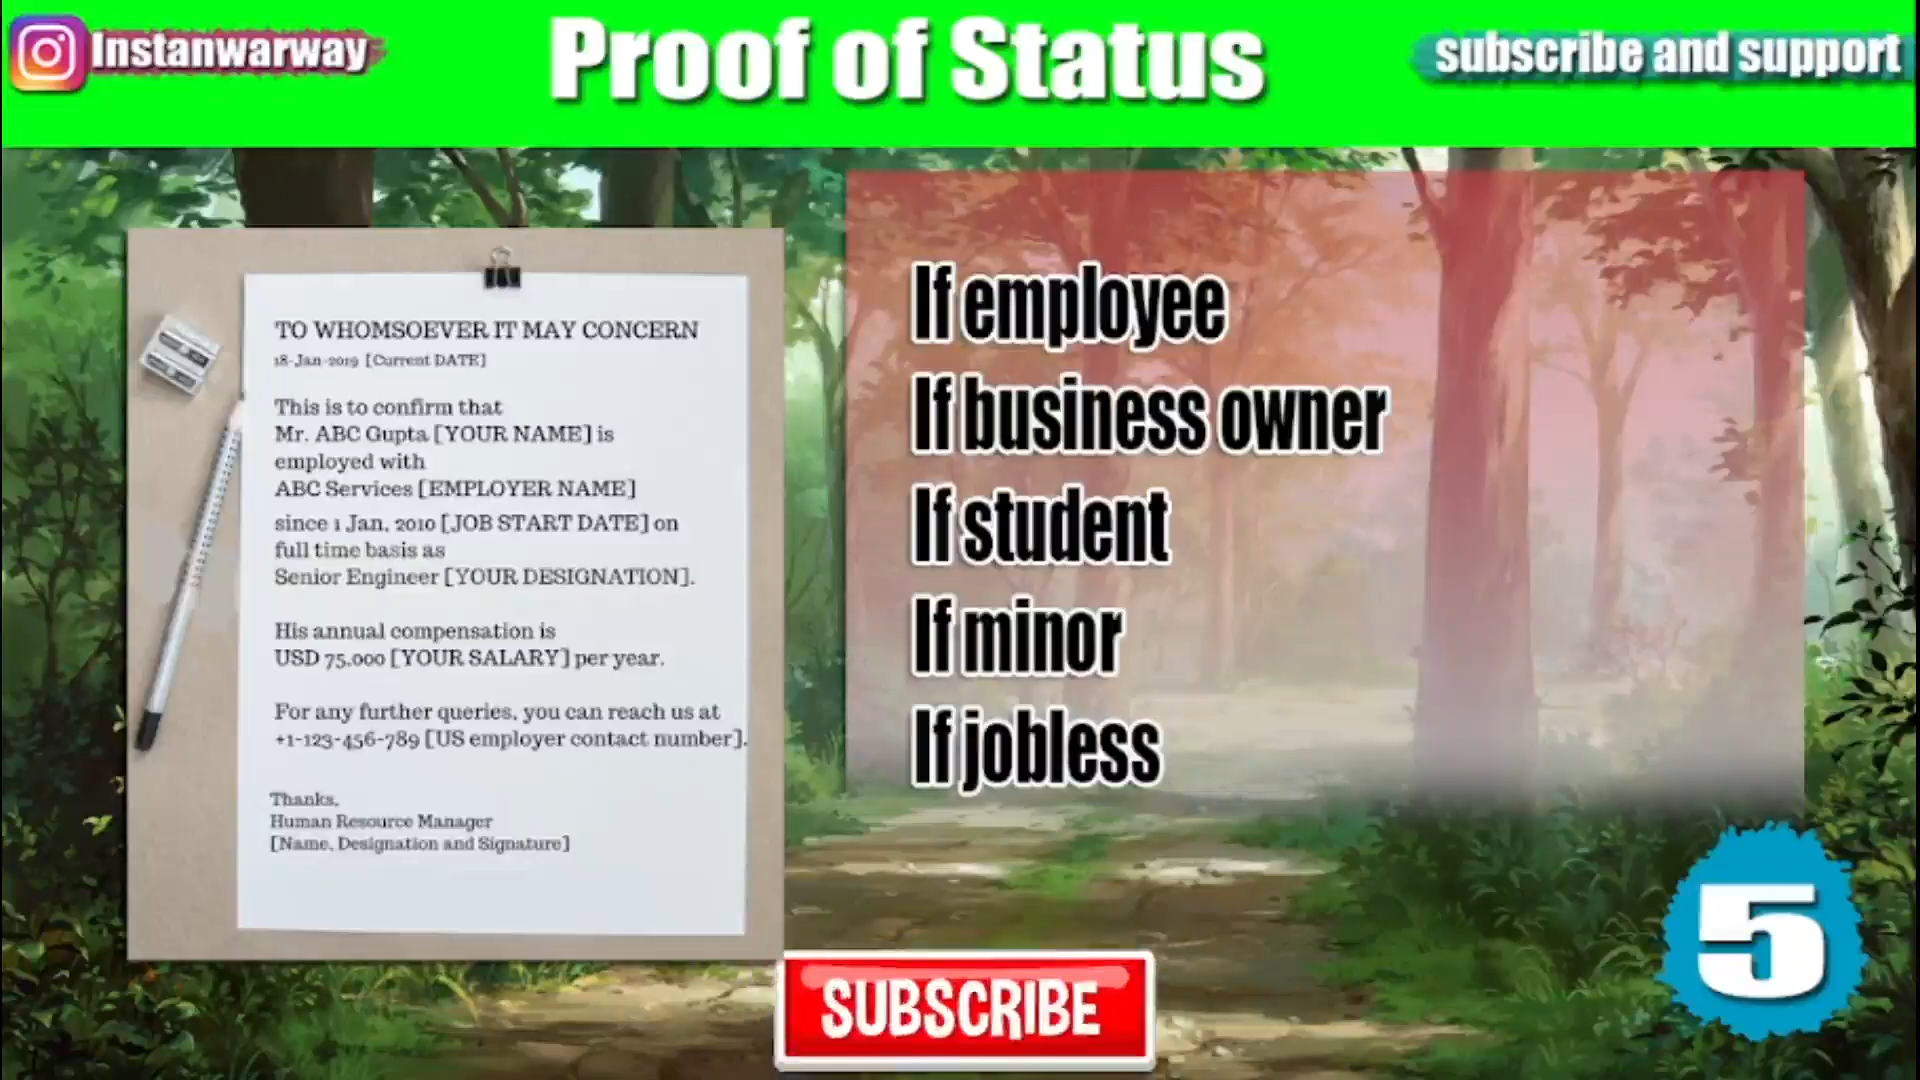 Instanwarway
Proof of Status
subscribe and support
TO WHOMSOEVER IT MAY CONCERN
18-Jan-2019 [Current DATE]
This is to confirm that
Mr. ABC Gupta [YOUR NAME] is
employed with
ABC Services [EMPLOYER NAME]
since 1 Jan, 2010 [JOB START DATE] on
full time basis as
Senior Engineer [YOUR DESIGNATION].
His annual compensation is
USD 75,000 [YOUR SALARY] per year.
For any further queries, you can reach us at
+1-123-456-789 [US employer contact number].
Thanks,
Human Resource Manager
[Name, Designation and Signature]
If employee
If business owner
If student
If minor
If jobless
5
SUBSCRIBE